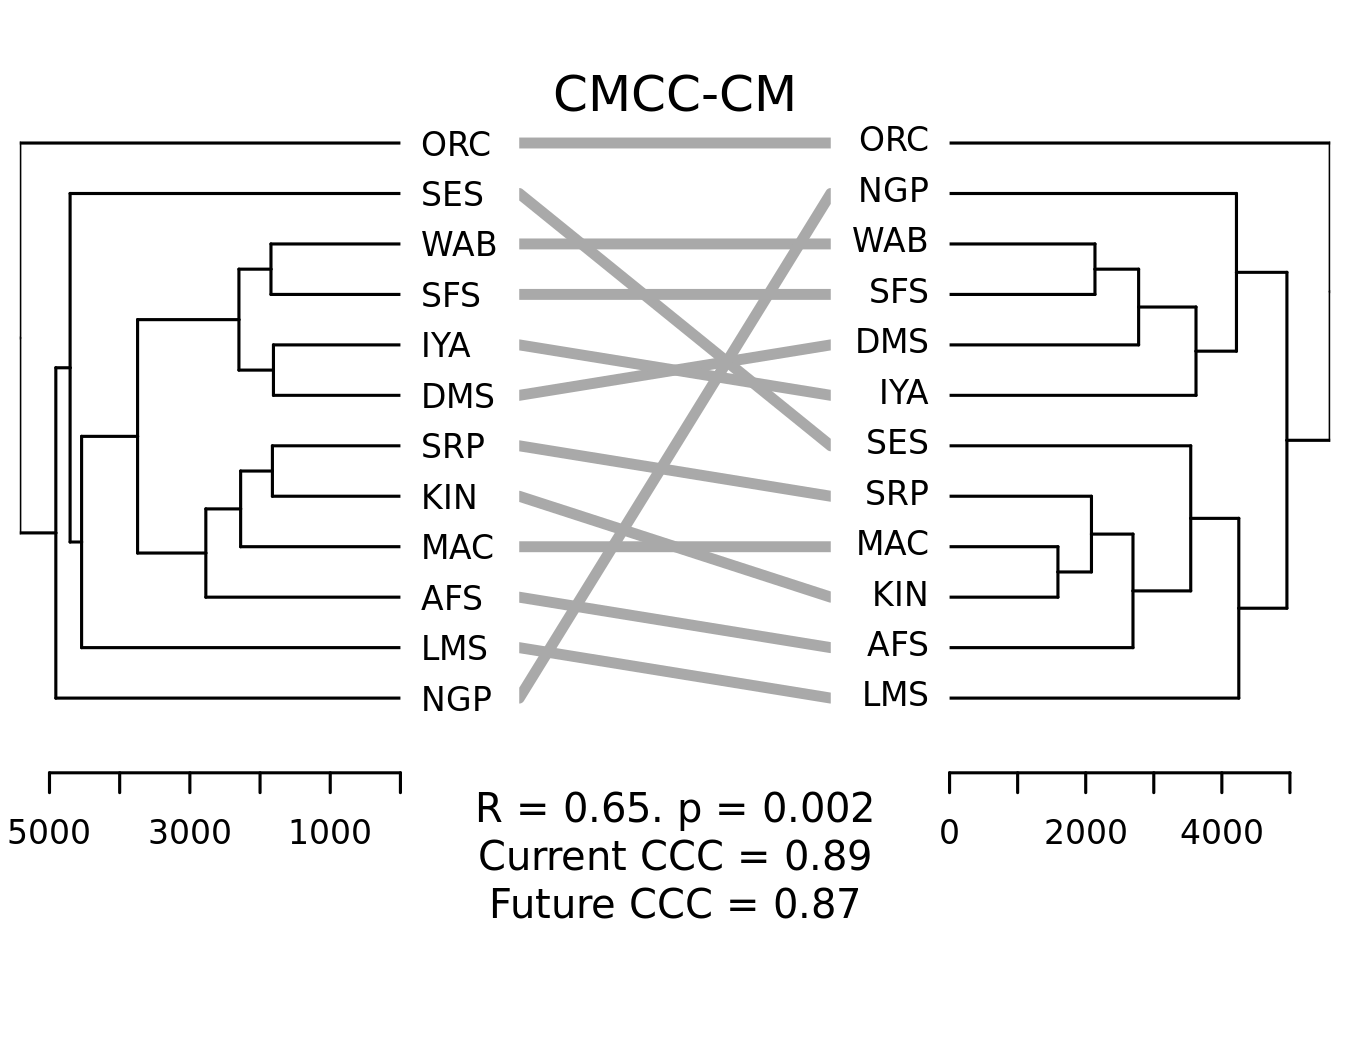 CMCC-CM
ORC ORC
SES NGP
WAB WAB
SFS SFS
IYA DMS
DMS IYA
SRP SES
KIN SRP
MAC MAC
AFS KIN
LMS AFS
NGP LMS
5000 3000 1000
0 2000 4000
R = 0.65. p = 0.002
Current CCC = 0.89
Future CCC = 0.87